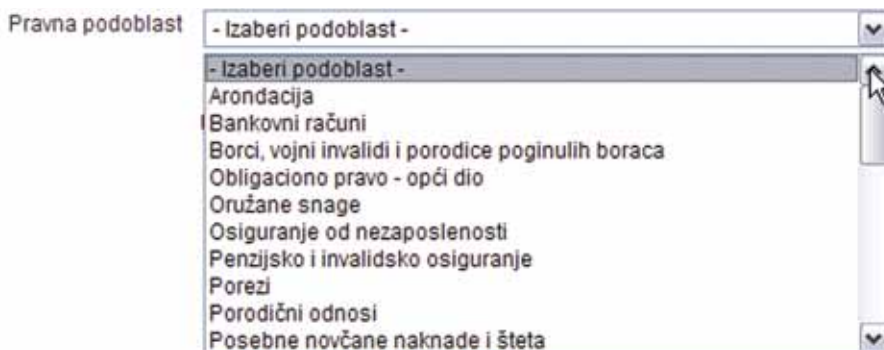 Pravna podoblast
- Izaberi podoblast -
- Izaberi podoblast -
Arondacija
Bankovni računi
Borci, vojni invalidi i porodice poginulih boraca
Obligaciono pravo - opći dio
Oružane snage
Osiguranje od nezaposlenosti
Penzijsko i invalidsko osiguranje
Porezi
Porodični odnosi
Posebne novčane naknade i šteta